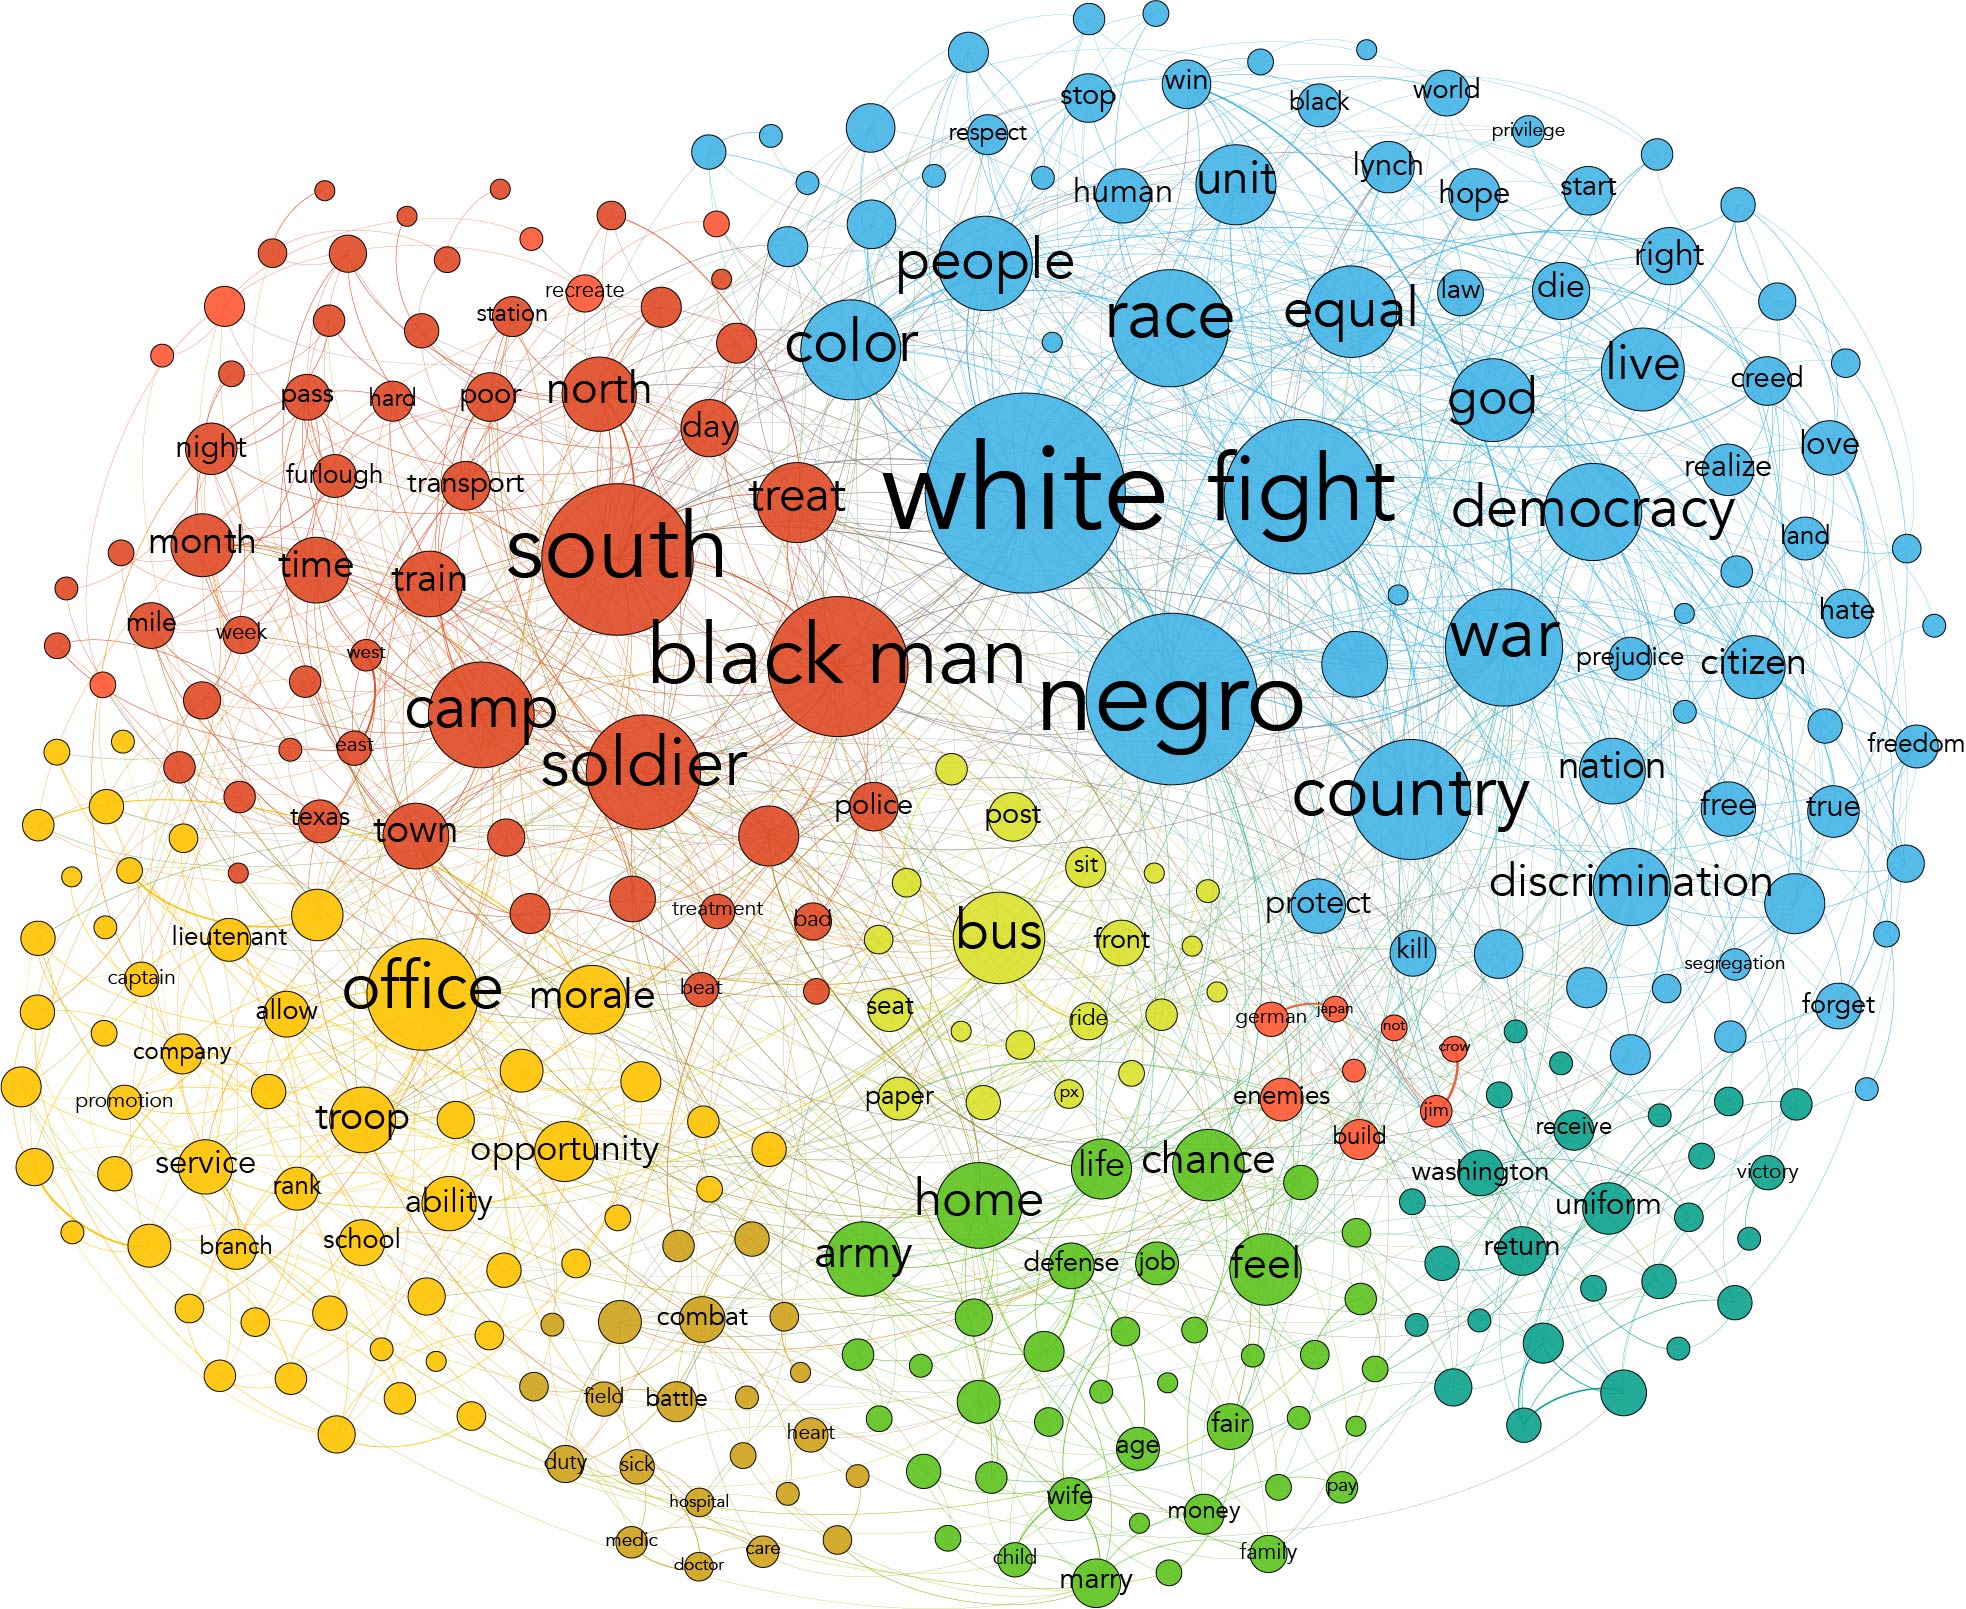 win
stop
world
black
privilege
respect
lynch
human
unit
hope
start
right
people
recreate
station
law
die
race
equal
color
live
creed
north
pass
hard
poor
god
day
love
night
realize
furlough
transport
treat
white
fight
democracy
land
month
time
train
south
hate
mile
week
west
black man
war
prejudice
citizen
negro
camp
east
soldier
freedom
nation
country
police
post
texas
town
free
true
sit
discrimination
protect
treatment
bad
bus
front
lieutenant
kill
segregation
captain
office
morale
beat
allow
seat
ride
german
japan
not
forget
company
crow
px
promotion
paper
enemies
jim
troop
build
receive
opportunity
service
life
chance
washington
victory
rank
ability
home
uniform
branch
school
army
defense
job
feel
return
combat
field
battle
fair
heart
age
duty
sick
pay
hospital
wife
money
medic
care
doctor
child
family
marry